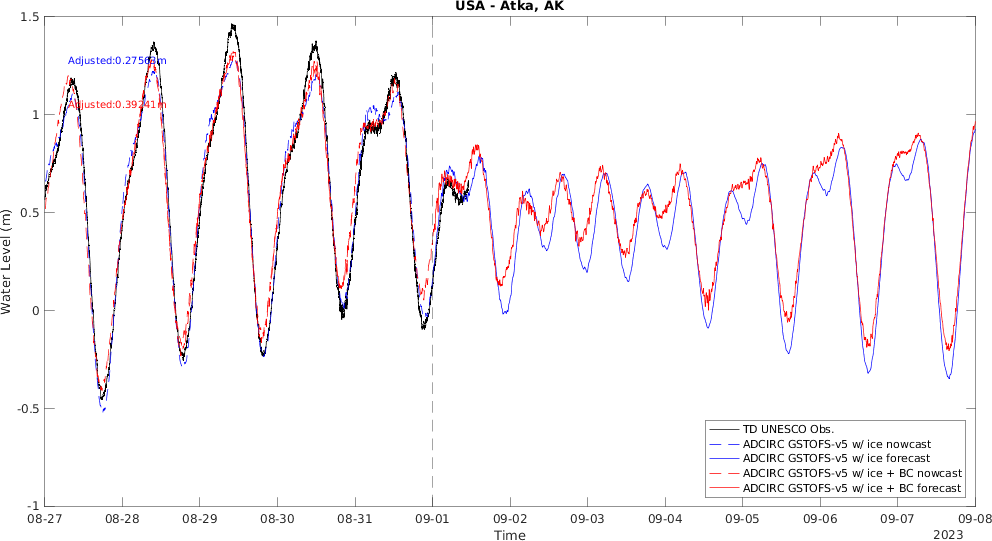 USA - Atka, AK
1.5
Adjusted:0.27563m
Adjusted:0.39241m
1
0.5
0
-0.5
-1
Water Level (m)
TD UNESCO Obs.
ADCIRC GSTOFS-v5 w/ ice nowcast
ADCIRC GSTOFS-v5 w/ ice forecast
ADCIRC GSTOFS-v5 w/ ice + BC nowcast
ADCIRC GSTOFS-v5 w/ ice + BC forecast
08-27 08-28 08-29 08-30 08-31 09-01 09-02 09-03 09-04 09-05 09-06 09-07 09-08
Time
2023